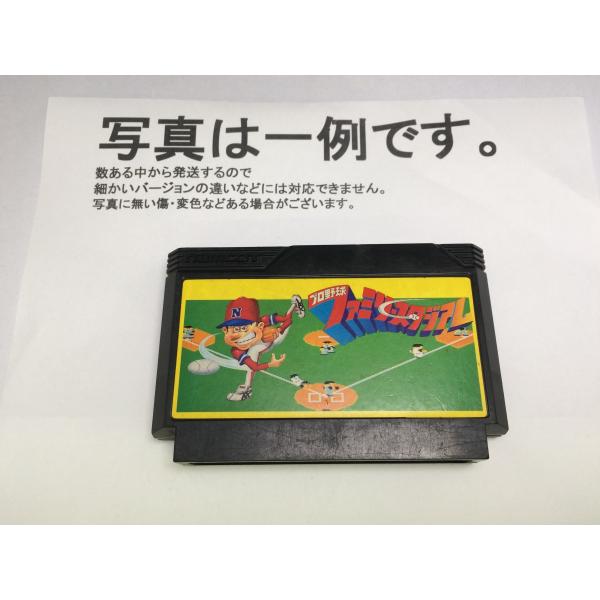 写真は一例です。
数ある中から発送するので
細かいバージョンの違いなどには対応できません。
写真に無い傷・変色などある場合がございます。
namcot
プロ野球
ファミリースタジアム
N